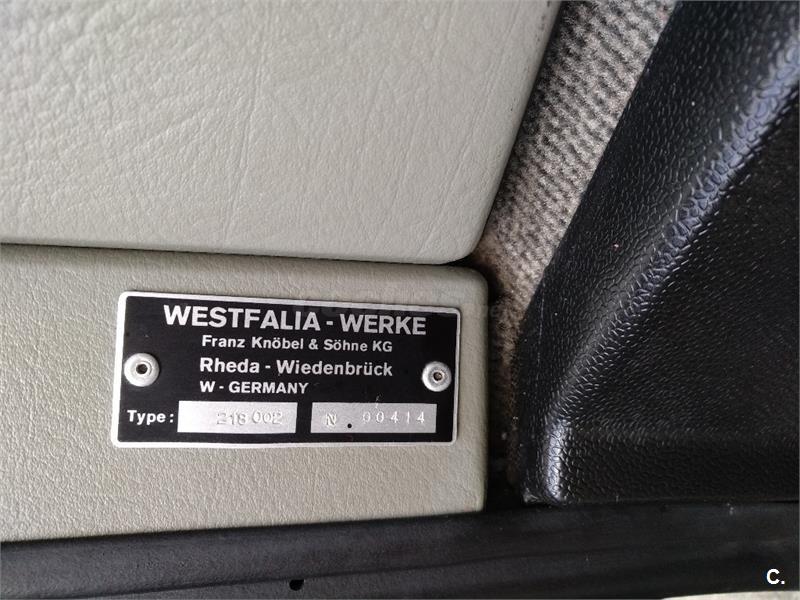 WESTFALIA - WERKE
Franz Knöbel & Söhne KG
Rheda - Wiedenbrück
W - GERMANY
Type: 218 002 N. 00414
C.